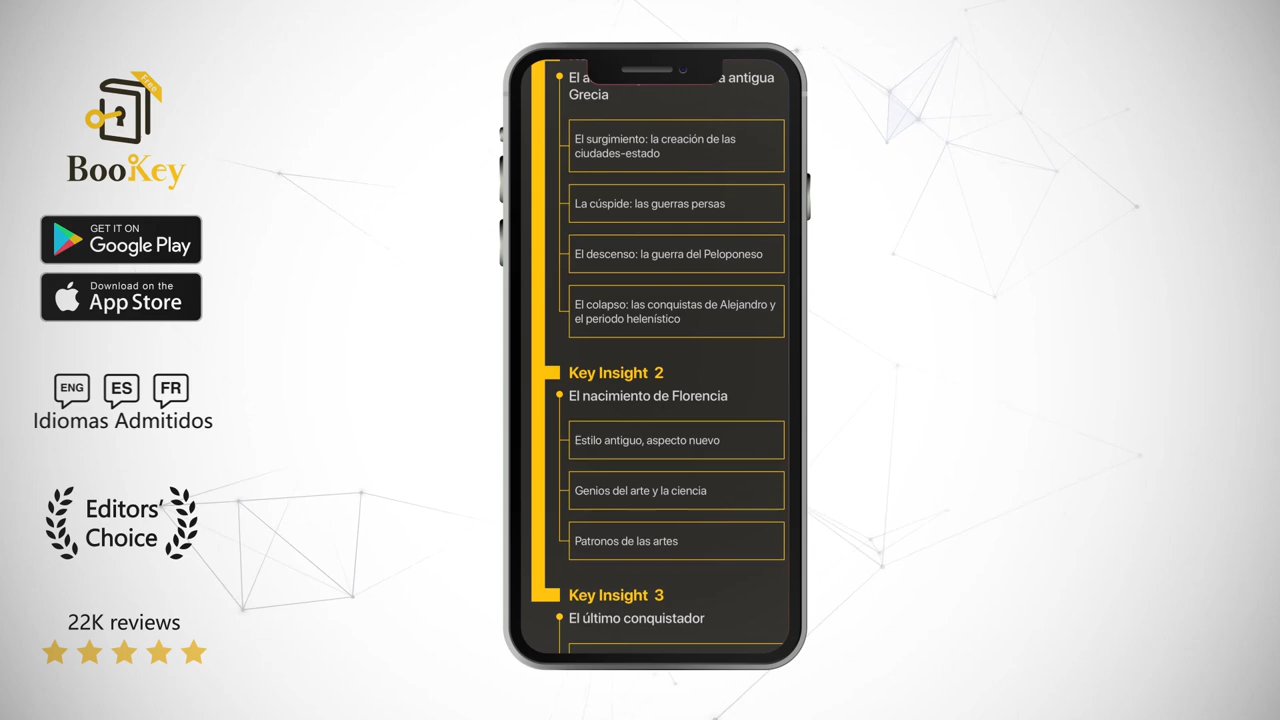 Free
BooKey
GET IT ON
Google Play
Download on the
App Store
ENG ES FR
Idiomas Admitidos
Editors'
Choice
22K reviews
El a antigua
Grecia
El surgimiento: la creación de las
ciudades-estado
La cúspide: las guerras persas
El descenso: la guerra del Peloponeso
El colapso: las conquistas de Alejandro y
el periodo helenístico
Key Insight 2
El nacimiento de Florencia
Estilo antiguo, aspecto nuevo
Genios del arte y la ciencia
Patronos de las artes
Key Insight 3
El último conquistador